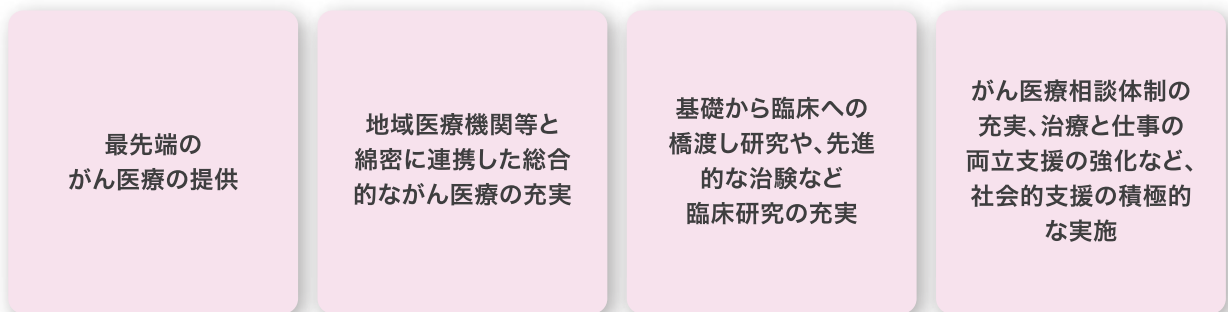 最先端の
がん医療の提供
地域医療機関等と
綿密に連携した総合
的ながん医療の充実
基礎から臨床への
橋渡し研究や、先進
的な治験など
臨床研究の充実
がん医療相談体制の
充実、治療と仕事の
両立支援の強化など、
社会的支援の積極的
な実施